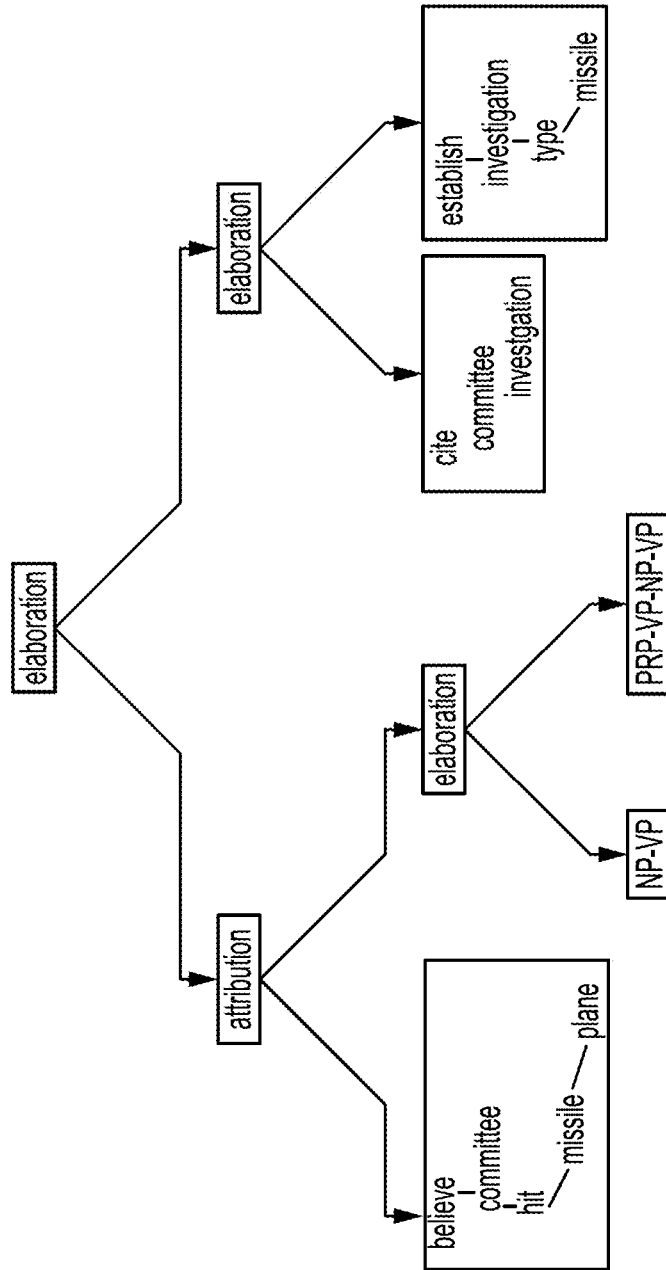 elaboration
attribution
elaboration
believe
committee
hit
missile
plane
elaboration
cite
committee
investgation
establish
investigation
type
missile
NP-VP
PRP-VP-NP-VP